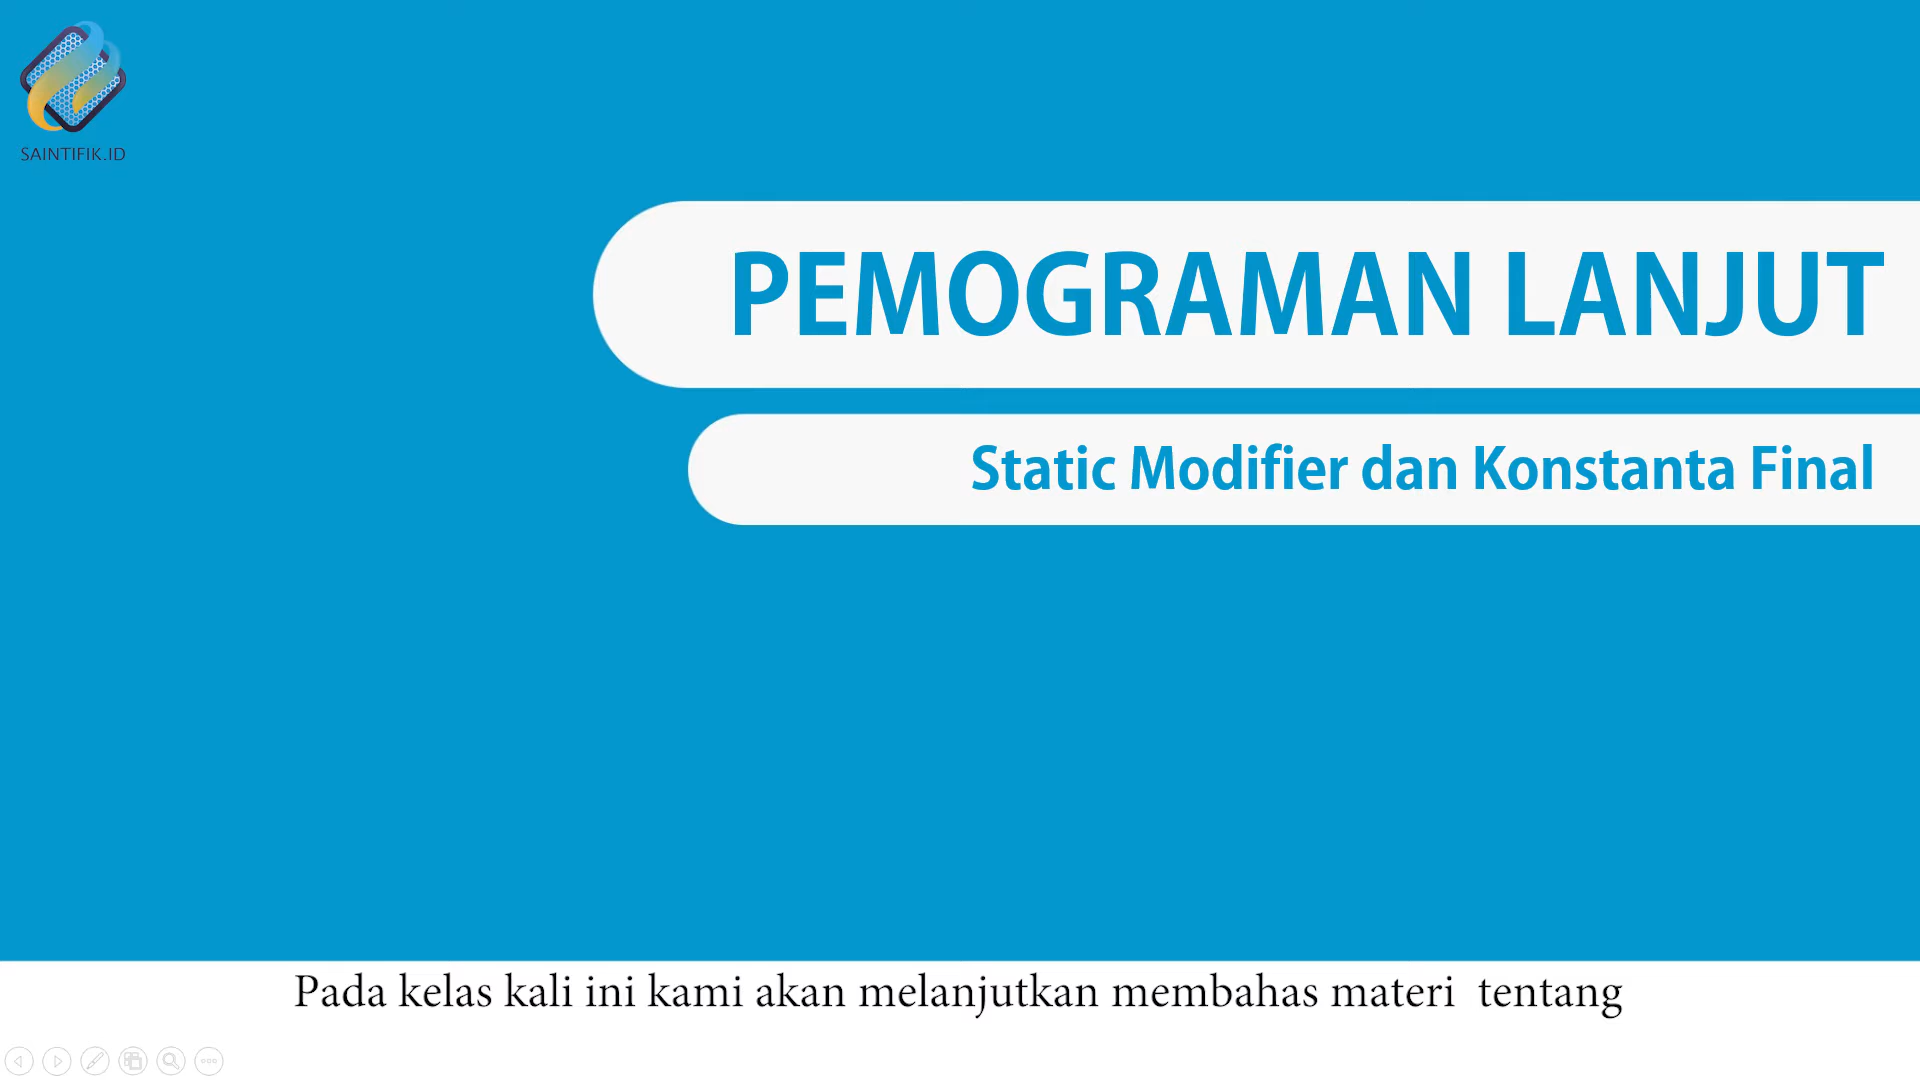 SAINTIFIK.ID
PEMOGRAMAN LANJUT
Static Modifier dan Konstanta Final
Pada kelas kali ini kami akan melanjutkan membahas materi tentang